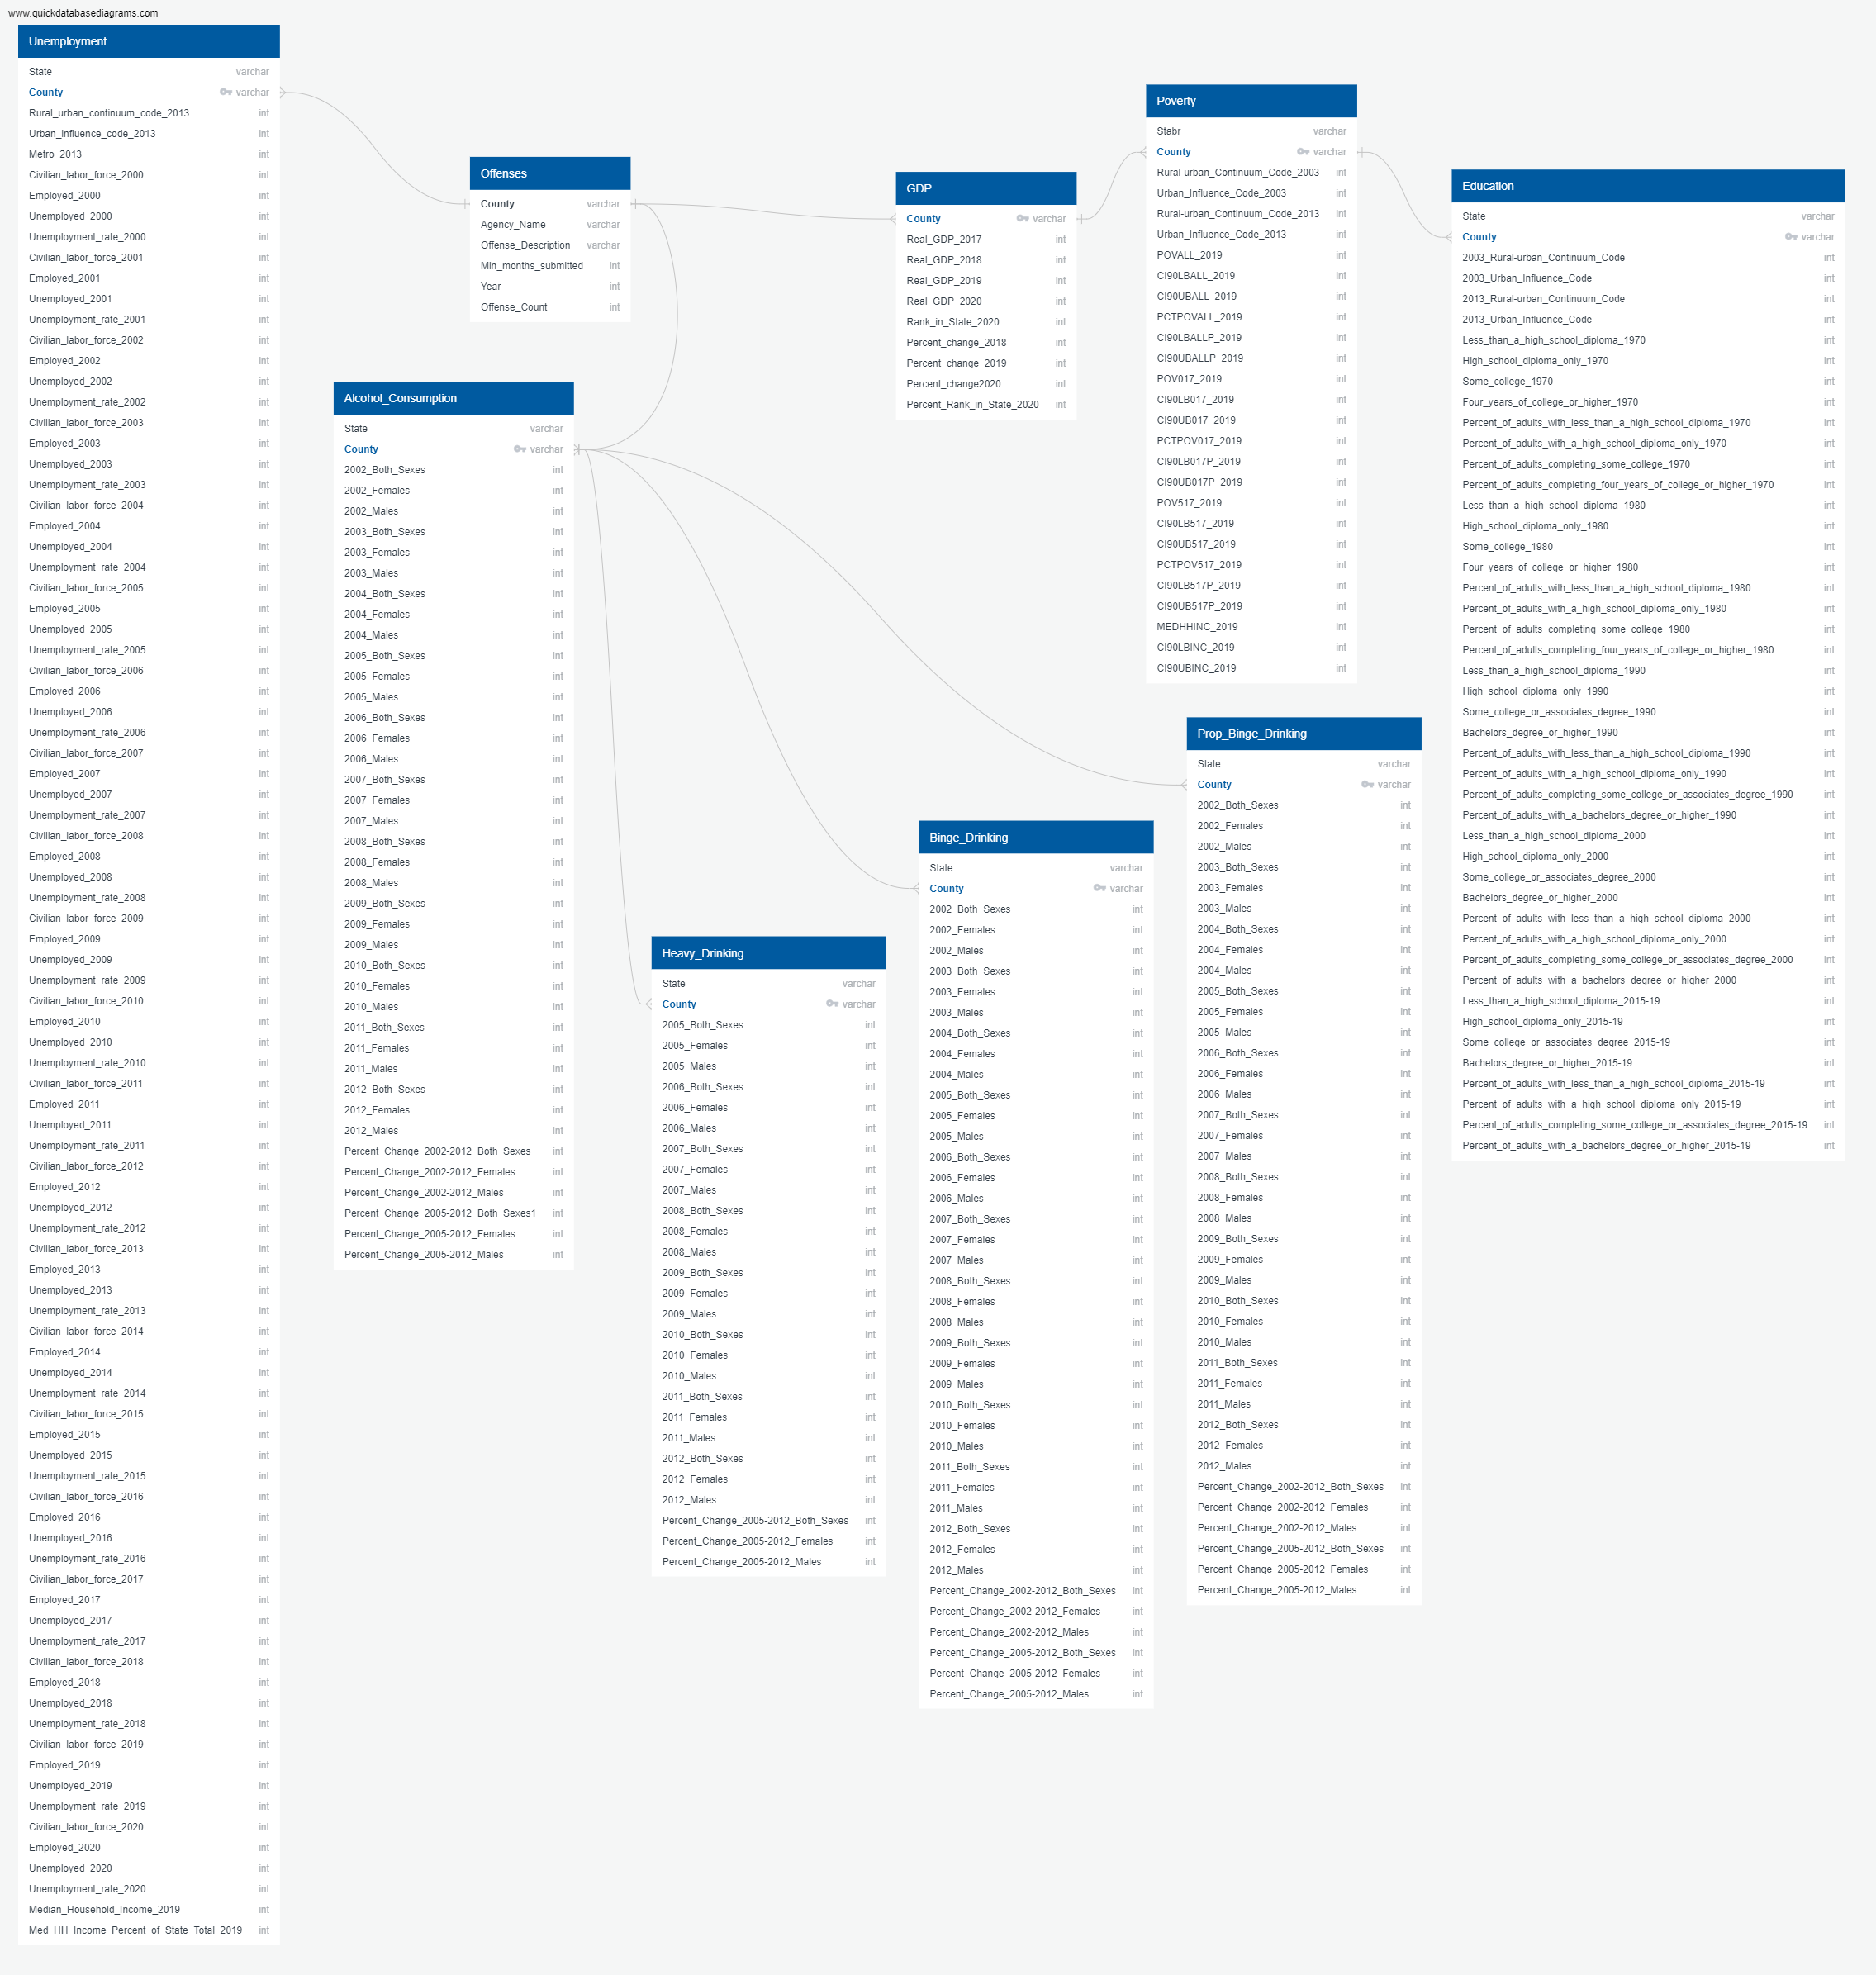 www.quickdatabasediagrams.com
Unemployment
State varchar
County varchar
Rural_urban_continuum_code_2013 int
Urban_influence_code_2013 int
Metro_2013 int
Civilian_labor_force_2000 int
Employed_2000 int
Unemployed_2000 int
Unemployment_rate_2000 int
Civilian_labor_force_2001 int
Employed_2001 int
Unemployed_2001 int
Unemployment_rate_2001 int
Civilian_labor_force_2002 int
Employed_2002 int
Unemployed_2002 int
Unemployment_rate_2002 int
Civilian_labor_force_2003 int
Employed_2003 int
Unemployed_2003 int
Unemployment_rate_2003 int
Civilian_labor_force_2004 int
Employed_2004 int
Unemployed_2004 int
Unemployment_rate_2004 int
Civilian_labor_force_2005 int
Employed_2005 int
Unemployed_2005 int
Unemployment_rate_2005 int
Civilian_labor_force_2006 int
Employed_2006 int
Unemployed_2006 int
Unemployment_rate_2006 int
Civilian_labor_force_2007 int
Employed_2007 int
Unemployed_2007 int
Unemployment_rate_2007 int
Civilian_labor_force_2008 int
Employed_2008 int
Unemployed_2008 int
Unemployment_rate_2008 int
Civilian_labor_force_2009 int
Employed_2009 int
Unemployed_2009 int
Unemployment_rate_2009 int
Civilian_labor_force_2010 int
Employed_2010 int
Unemployed_2010 int
Unemployment_rate_2010 int
Civilian_labor_force_2011 int
Employed_2011 int
Unemployed_2011 int
Unemployment_rate_2011 int
Civilian_labor_force_2012 int
Employed_2012 int
Unemployed_2012 int
Unemployment_rate_2012 int
Civilian_labor_force_2013 int
Employed_2013 int
Unemployed_2013 int
Unemployment_rate_2013 int
Civilian_labor_force_2014 int
Employed_2014 int
Unemployed_2014 int
Unemployment_rate_2014 int
Civilian_labor_force_2015 int
Employed_2015 int
Unemployed_2015 int
Unemployment_rate_2015 int
Civilian_labor_force_2016 int
Employed_2016 int
Unemployed_2016 int
Unemployment_rate_2016 int
Civilian_labor_force_2017 int
Employed_2017 int
Unemployed_2017 int
Unemployment_rate_2017 int
Civilian_labor_force_2018 int
Employed_2018 int
Unemployed_2018 int
Unemployment_rate_2018 int
Civilian_labor_force_2019 int
Employed_2019 int
Unemployed_2019 int
Unemployment_rate_2019 int
Civilian_labor_force_2020 int
Employed_2020 int
Unemployed_2020 int
Unemployment_rate_2020 int
Median_Household_Income_2019 int
Med_HH_Income_Percent_of_State_Total_2019 int
Offenses
County varchar
Agency_Name varchar
Offense_Description varchar
Min_months_submitted int
Year int
Offense_Count int
Alcohol_Consumption
State varchar
County varchar
2002_Both_Sexes int
2002_Females int
2002_Males int
2003_Both_Sexes int
2003_Females int
2003_Males int
2004_Both_Sexes int
2004_Females int
2004_Males int
2005_Both_Sexes int
2005_Females int
2005_Males int
2006_Both_Sexes int
2006_Females int
2006_Males int
2007_Both_Sexes int
2007_Females int
2007_Males int
2008_Both_Sexes int
2008_Females int
2008_Males int
2009_Both_Sexes int
2009_Females int
2009_Males int
2010_Both_Sexes int
2010_Females int
2010_Males int
2011_Both_Sexes int
2011_Females int
2011_Males int
2012_Both_Sexes int
2012_Females int
2012_Males int
Percent_Change_2002-2012_Both_Sexes int
Percent_Change_2002-2012_Females int
Percent_Change_2002-2012_Males int
Percent_Change_2005-2012_Both_Sexes1 int
Percent_Change_2005-2012_Females int
Percent_Change_2005-2012_Males int
Heavy_Drinking
State varchar
County varchar
2005_Both_Sexes int
2005_Females int
2005_Males int
2006_Both_Sexes int
2006_Females int
2006_Males int
2007_Both_Sexes int
2007_Females int
2007_Males int
2008_Both_Sexes int
2008_Females int
2008_Males int
2009_Both_Sexes int
2009_Females int
2009_Males int
2010_Both_Sexes int
2010_Females int
2010_Males int
2011_Both_Sexes int
2011_Females int
2011_Males int
2012_Both_Sexes int
2012_Females int
2012_Males int
Percent_Change_2005-2012_Both_Sexes int
Percent_Change_2005-2012_Females int
Percent_Change_2005-2012_Males int
GDP
County varchar
Real_GDP_2017 int
Real_GDP_2018 int
Real_GDP_2019 int
Real_GDP_2020 int
Rank_in_State_2020 int
Percent_change_2018 int
Percent_change_2019 int
Percent_change2020 int
Percent_Rank_in_State_2020 int
Binge_Drinking
State varchar
County varchar
2002_Both_Sexes int
2002_Females int
2002_Males int
2003_Both_Sexes int
2003_Females int
2003_Males int
2004_Both_Sexes int
2004_Females int
2004_Males int
2005_Both_Sexes int
2005_Females int
2005_Males int
2006_Both_Sexes int
2006_Females int
2006_Males int
2007_Both_Sexes int
2007_Females int
2007_Males int
2008_Both_Sexes int
2008_Females int
2008_Males int
2009_Both_Sexes int
2009_Females int
2009_Males int
2010_Both_Sexes int
2010_Females int
2010_Males int
2011_Both_Sexes int
2011_Females int
2011_Males int
2012_Both_Sexes int
2012_Females int
2012_Males int
Percent_Change_2002-2012_Both_Sexes int
Percent_Change_2002-2012_Females int
Percent_Change_2002-2012_Males int
Percent_Change_2005-2012_Both_Sexes int
Percent_Change_2005-2012_Females int
Percent_Change_2005-2012_Males int
Poverty
Stabr varchar
County varchar
Rural-urban_Continuum_Code_2003 int
Urban_Influence_Code_2003 int
Rural-urban_Continuum_Code_2013 int
Urban_Influence_Code_2013 int
POVALL_2019 int
CI90LBALL_2019 int
CI90UBALL_2019 int
PCTPOVALL_2019 int
CI90LBALLP_2019 int
CI90UBALLP_2019 int
POV017_2019 int
CI90LB017_2019 int
CI90UB017_2019 int
PCTPOV017_2019 int
CI90LB017P_2019 int
CI90UB017P_2019 int
POV517_2019 int
CI90LB517_2019 int
CI90UB517_2019 int
PCTPOV517_2019 int
CI90LB517P_2019 int
CI90UB517P_2019 int
MEDHHINC_2019 int
CI90LBINC_2019 int
CI90UBINC_2019 int
Prop_Binge_Drinking
State varchar
County varchar
2002_Both_Sexes int
2002_Females int
2002_Males int
2003_Both_Sexes int
2003_Females int
2003_Males int
2004_Both_Sexes int
2004_Females int
2004_Males int
2005_Both_Sexes int
2005_Females int
2005_Males int
2006_Both_Sexes int
2006_Females int
2006_Males int
2007_Both_Sexes int
2007_Females int
2007_Males int
2008_Both_Sexes int
2008_Females int
2008_Males int
2009_Both_Sexes int
2009_Females int
2009_Males int
2010_Both_Sexes int
2010_Females int
2010_Males int
2011_Both_Sexes int
2011_Females int
2011_Males int
2012_Both_Sexes int
2012_Females int
2012_Males int
Percent_Change_2002-2012_Both_Sexes int
Percent_Change_2002-2012_Females int
Percent_Change_2002-2012_Males int
Percent_Change_2005-2012_Both_Sexes int
Percent_Change_2005-2012_Females int
Percent_Change_2005-2012_Males int
Education
State varchar
County varchar
2003_Rural-urban_Continuum_Code int
2003_Urban_Influence_Code int
2013_Rural-urban_Continuum_Code int
2013_Urban_Influence_Code int
Less_than_a_high_school_diploma_1970 int
High_school_diploma_only_1970 int
Some_college_1970 int
Four_years_of_college_or_higher_1970 int
Percent_of_adults_with_less_than_a_high_school_diploma_1970 int
Percent_of_adults_with_a_high_school_diploma_only_1970 int
Percent_of_adults_completing_some_college_1970 int
Percent_of_adults_completing_four_years_of_college_or_higher_1970 int
Less_than_a_high_school_diploma_1980 int
High_school_diploma_only_1980 int
Some_college_1980 int
Four_years_of_college_or_higher_1980 int
Percent_of_adults_with_less_than_a_high_school_diploma_1980 int
Percent_of_adults_with_a_high_school_diploma_only_1980 int
Percent_of_adults_completing_some_college_1980 int
Percent_of_adults_completing_four_years_of_college_or_higher_1980 int
Less_than_a_high_school_diploma_1990 int
High_school_diploma_only_1990 int
Some_college_or_associates_degree_1990 int
Bachelors_degree_or_higher_1990 int
Percent_of_adults_with_less_than_a_high_school_diploma_1990 int
Percent_of_adults_with_a_high_school_diploma_only_1990 int
Percent_of_adults_completing_some_college_or_associates_degree_1990 int
Percent_of_adults_with_a_bachelors_degree_or_higher_1990 int
Less_than_a_high_school_diploma_2000 int
High_school_diploma_only_2000 int
Some_college_or_associates_degree_2000 int
Bachelors_degree_or_higher_2000 int
Percent_of_adults_with_less_than_a_high_school_diploma_2000 int
Percent_of_adults_with_a_high_school_diploma_only_2000 int
Percent_of_adults_completing_some_college_or_associates_degree_2000 int
Percent_of_adults_with_a_bachelors_degree_or_higher_2000 int
Less_than_a_high_school_diploma_2015-19 int
High_school_diploma_only_2015-19 int
Some_college_or_associates_degree_2015-19 int
Bachelors_degree_or_higher_2015-19 int
Percent_of_adults_with_less_than_a_high_school_diploma_2015-19 int
Percent_of_adults_with_a_high_school_diploma_only_2015-19 int
Percent_of_adults_completing_some_college_or_associates_degree_2015-19 int
Percent_of_adults_with_a_bachelors_degree_or_higher_2015-19 int